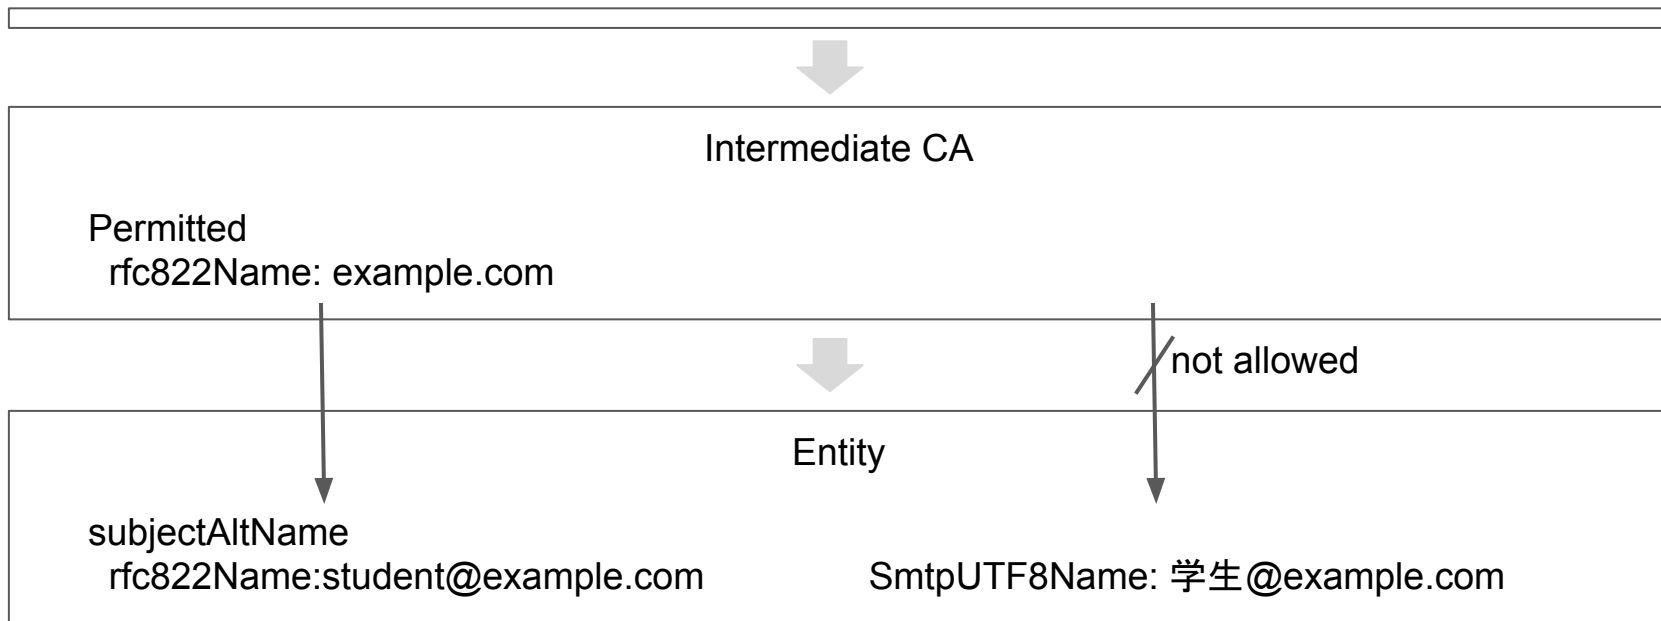 Intermediate CA
Permitted
rfc822Name: example.com
not allowed
Entity
subjectAltName
rfc822Name:student@example.com
SmtpUTF8Name: 学生@example.com